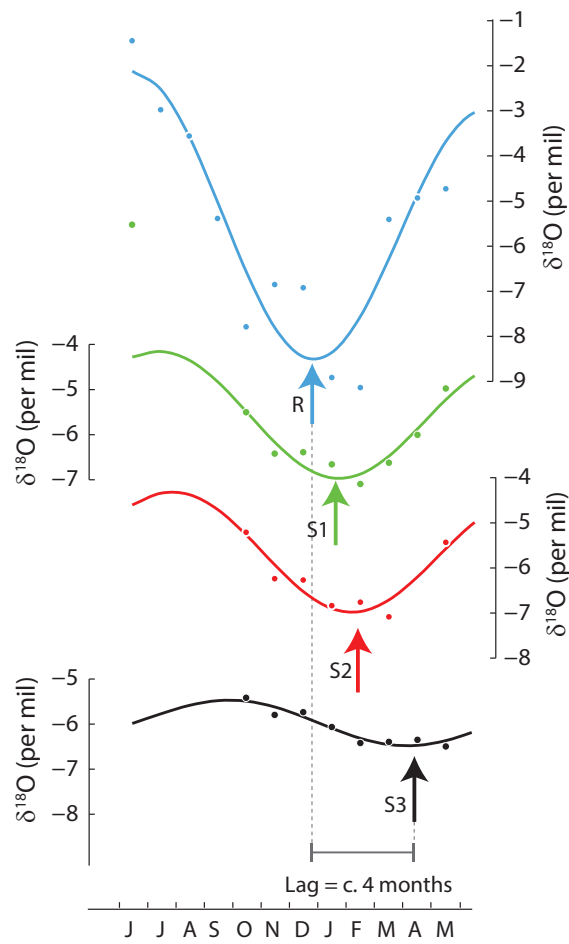 −1
−2
−3
−4
−5
−6
−7
−8
−9
δ18O (per mil)
R
−4
−5
−6
−7
δ18O (per mil)
S1
−4
−5
−6
−7
−8
δ18O (per mil)
S2
−5
−6
−7
−8
δ18O (per mil)
S3
Lag = c. 4 months
J J A S O N D J F M A M